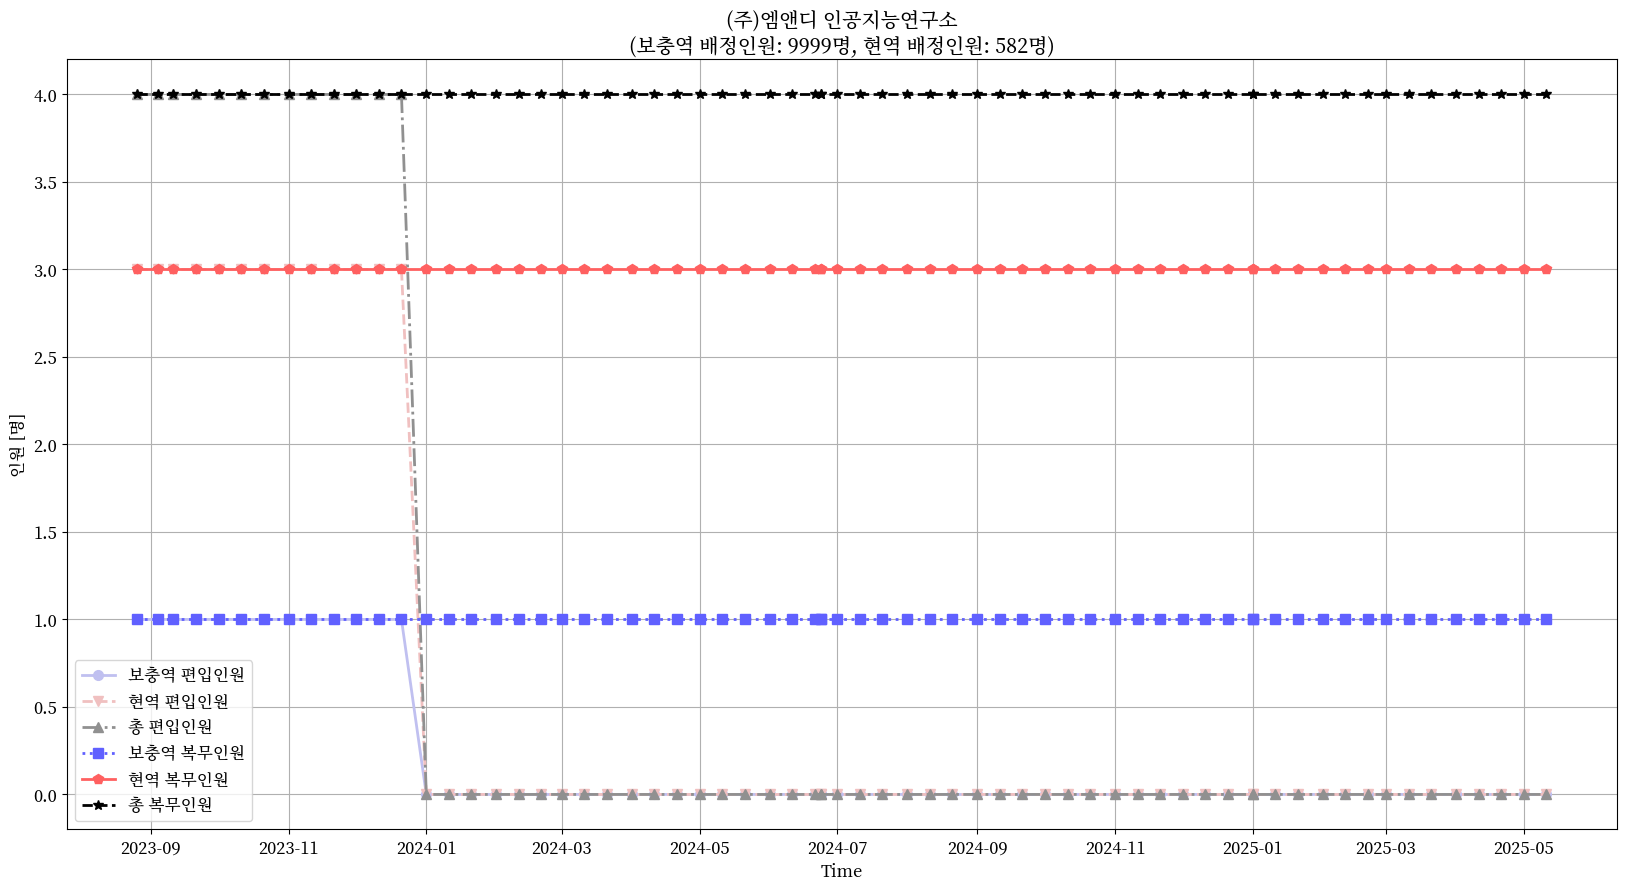 (주)엠앤디 인공지능연구소
(보충역 배정인원: 9999명, 현역 배정인원: 582명)
인원 [명]
4.0
3.5
3.0
2.5
2.0
1.5
1.0
0.5
0.0
보충역 편입인원
현역 편입인원
총 편입인원
보충역 복무인원
현역 복무인원
총 복무인원
2023-09
2023-11
2024-01
2024-03
2024-05
2024-07
2024-09
2024-11
2025-01
2025-03
2025-05
Time